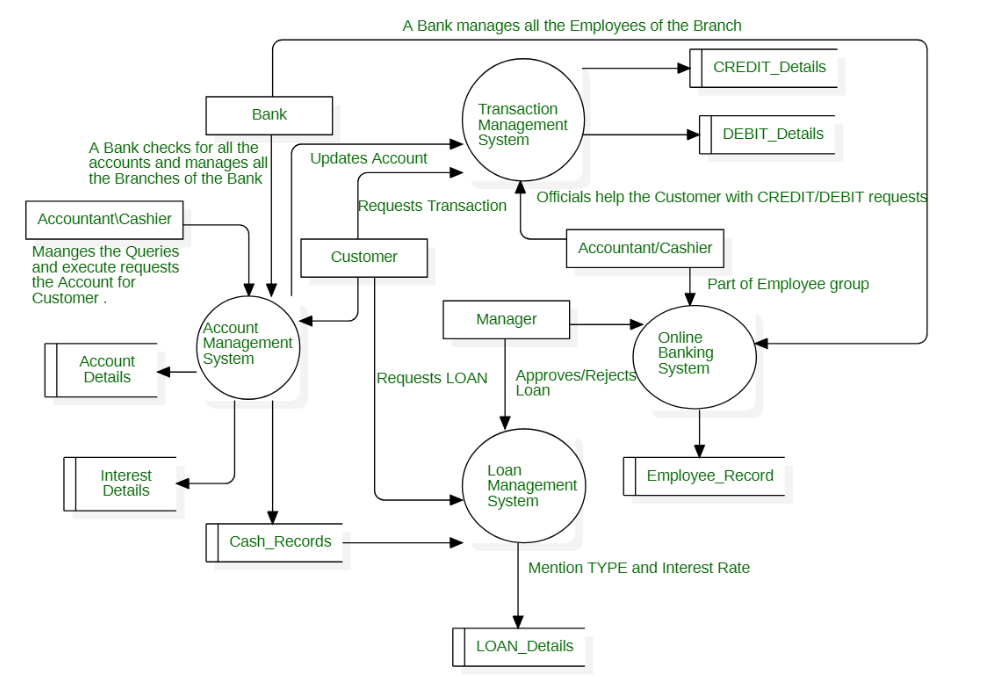 A Bank manages all the Employees of the Branch
CREDIT_Details
Transaction
Management
System
Bank
DEBIT_Details
A Bank checks for all the
accounts and manages all
the Branches of the Bank
Updates Account
Requests Transaction
Officials help the Customer with CREDIT/DEBIT requests
Accountant\Cashier
Maanges the Queries
and execute requests
the Account for
Customer .
Customer
Accountant/Cashier
Part of Employee group
Manager
Account
Management
System
Online
Banking
System
Account
Details
Requests LOAN
Approves/Rejects
Loan
Interest
Details
Loan
Management
System
Employee_Record
Cash_Records
Mention TYPE and Interest Rate
LOAN_Details